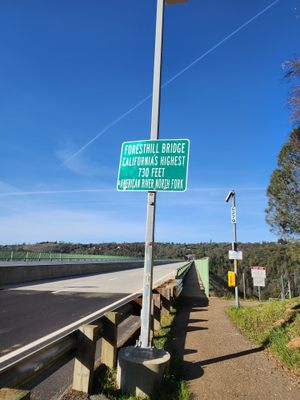 FORESTHILL BRIDGE
CALIFORNIA'S HIGHEST
730 FEET
AMERICAN RIVER NORTH FORK